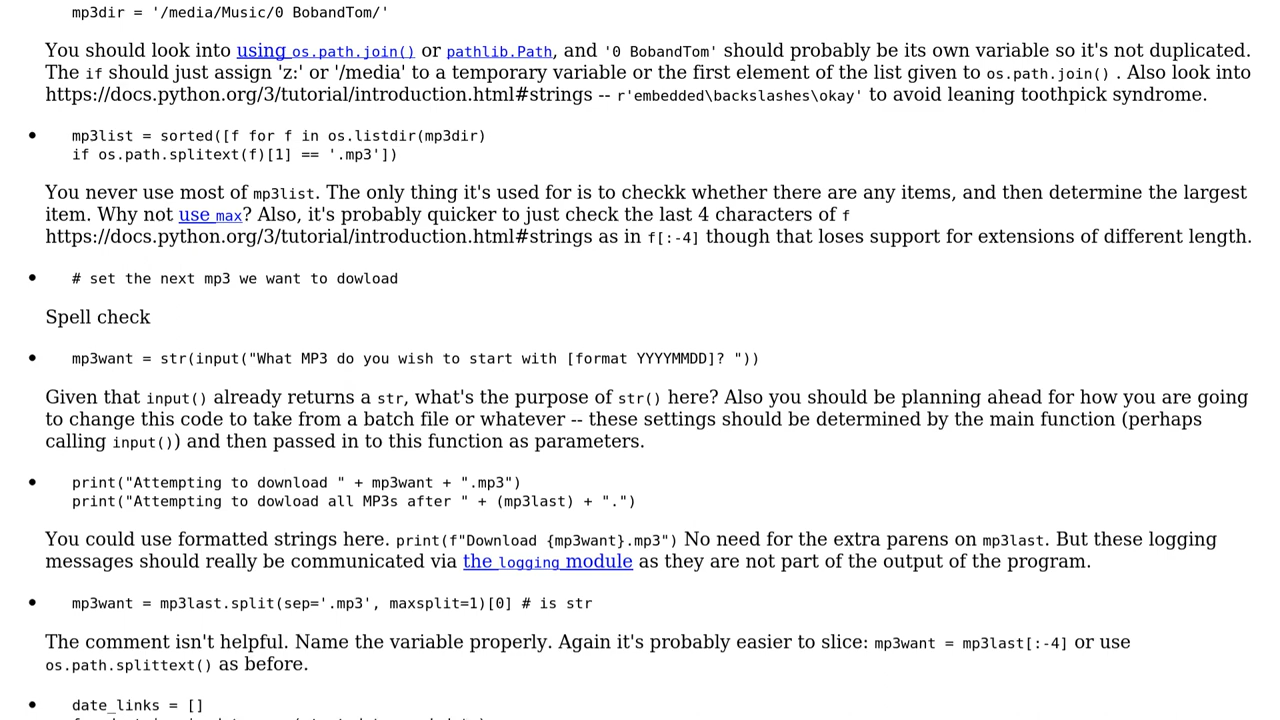 mp3dir = '/media/Music/0 BobandTom/'
You should look into using os.path.join() or pathlib.Path, and '0 BobandTom' should probably be its own variable so it's not duplicated.
The if should just assign 'z:' or '/media' to a temporary variable or the first element of the list given to os.path.join() . Also look into
https://docs.python.org/3/tutorial/introduction.html#strings -- r'embedded\backslashes\okay' to avoid leaning toothpick syndrome.
• mp3list = sorted([f for f in os.listdir(mp3dir)
if os.path.splitext(f)[1] == '.mp3'])
You never use most of mp3list. The only thing it's used for is to checkk whether there are any items, and then determine the largest
item. Why not use max? Also, it's probably quicker to just check the last 4 characters of f
https://docs.python.org/3/tutorial/introduction.html#strings as in f[:-4] though that loses support for extensions of different length.
• # set the next mp3 we want to dowload
Spell check
• mp3want = str(input("What MP3 do you wish to start with [format YYYYMMDD]? "))
Given that input() already returns a str, what's the purpose of str() here? Also you should be planning ahead for how you are going
to change this code to take from a batch file or whatever -- these settings should be determined by the main function (perhaps
calling input()) and then passed in to this function as parameters.
• print("Attempting to download " + mp3want + ".mp3")
print("Attempting to dowload all MP3s after " + (mp3last) + ".")
You could use formatted strings here. print(f"Download {mp3want}.mp3") No need for the extra parens on mp3last. But these logging
messages should really be communicated via the logging module as they are not part of the output of the program.
• mp3want = mp3last.split(sep='.mp3', maxsplit=1)[0] # is str
The comment isn't helpful. Name the variable properly. Again it's probably easier to slice: mp3want = mp3last[:-4] or use
os.path.splittext() as before.
• date_links = []